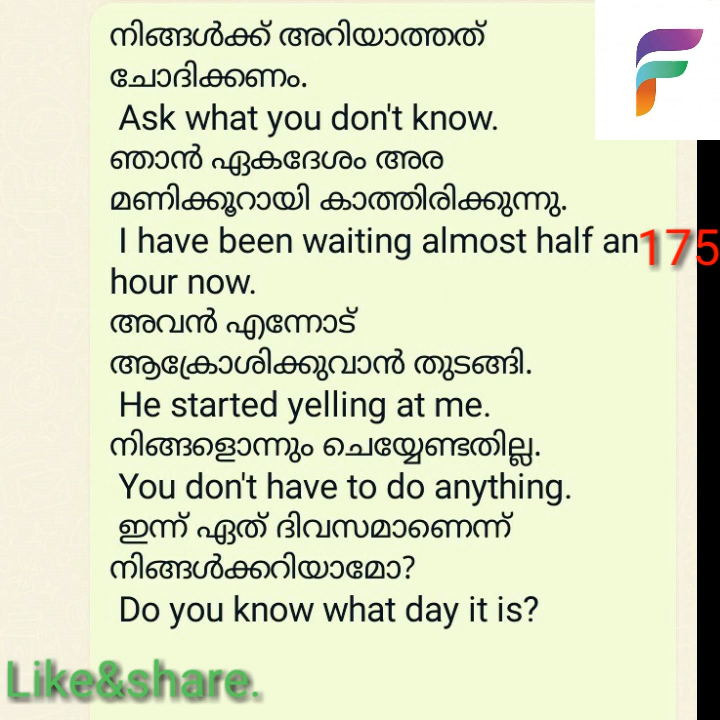 നിങ്ങൾക്ക് അറിയാത്തത്
ചോദിക്കണം.
Ask what you don't know.
ഞാൻ ഏകദേശം അര
മണിക്കൂറായി കാത്തിരിക്കുന്നു.
I have been waiting almost half an
175
hour now.
അവൻ എന്നോട്
ആക്രോശിക്കുവാൻ തുടങ്ങി.
He started yelling at me.
നിങ്ങളൊന്നും ചെയ്യേണ്ടതില്ല.
You don't have to do anything.
ഇന്ന് ഏത് ദിവസമാണെന്ന്
നിങ്ങൾക്കറിയാമോ?
Do you know what day it is?
Like&share.